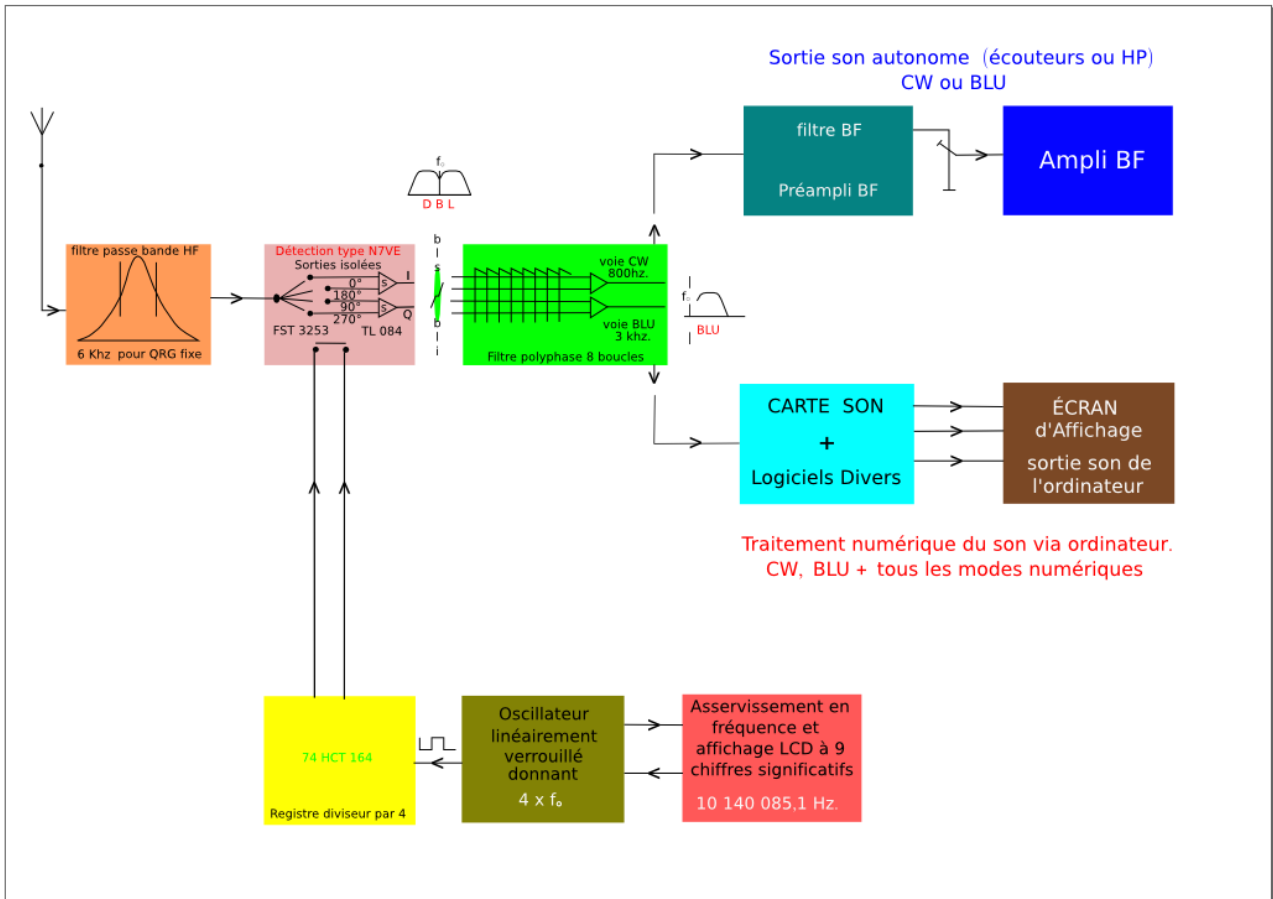 Sortie son autonome (écouteurs ou HP)
CW ou BLU
filtre BF
Préampli BF
Ampli BF
f₀
D B L
filtre passe bande HF
6 Khz pour QRG fixe
Détection type N7VE
Sorties isolées
0°
180°
90°
270°
S
S
I
Q
FST 3253
TL 084
b
l
s
b
l
i
voie CW
800hz.
voie BLU
3 khz.
Filtre polyphase 8 boucles
f₀
BLU
CARTE SON
+
Logiciels Divers
ÉCRAN
d'Affichage
sortie son de
l'ordinateur
Traitement numérique du son via ordinateur.
CW, BLU + tous les modes numériques
74 HCT 164
Registre diviseur par 4
Oscillateur
linéairement
verrouillé
donnant
4 x f₀
Asservissement en
fréquence et
affichage LCD à 9
chiffres significatifs
10 140 085,1 Hz.